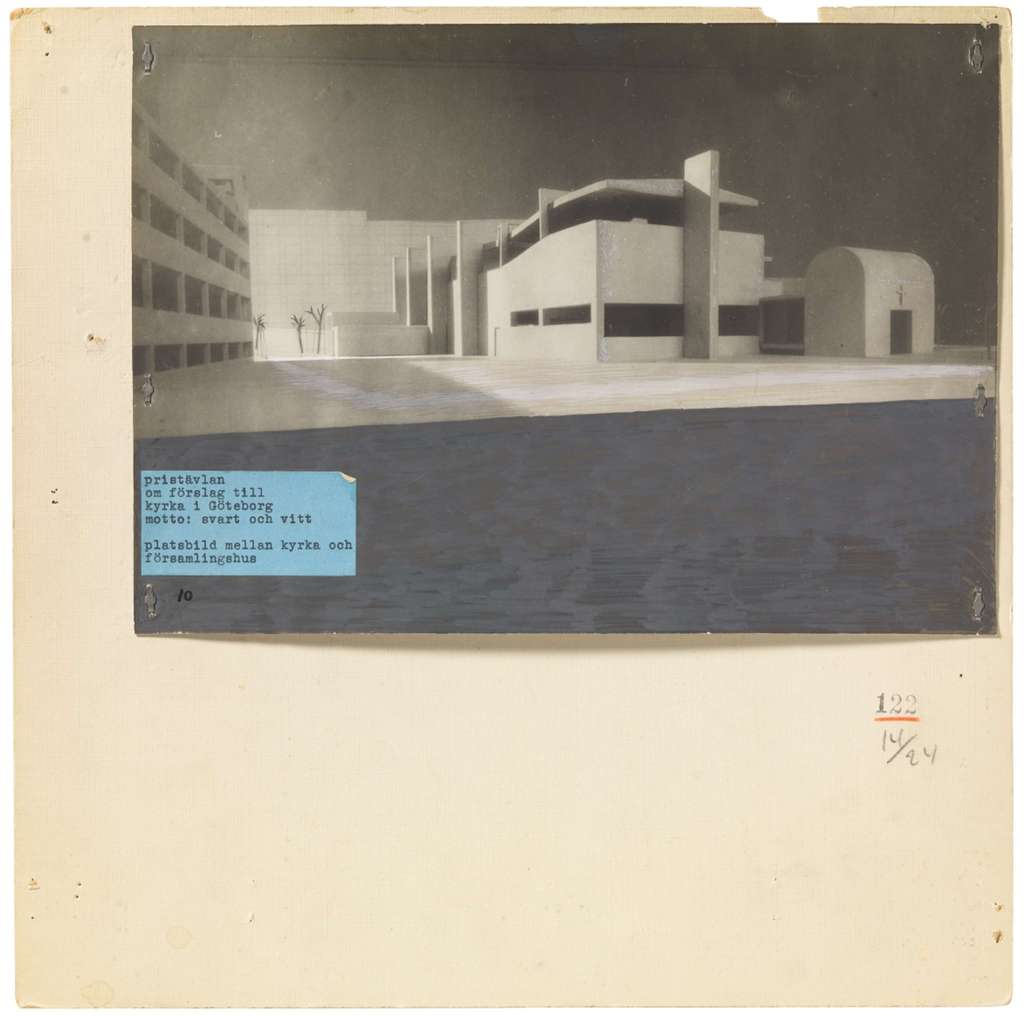 pristävlan
om förslag till
kyrka i Göteborg
motto: svart och vitt
platsbild mellan kyrka och
församlingshus
10
122
14/24